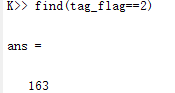 K>> find(tag_flag==2)
ans =
163